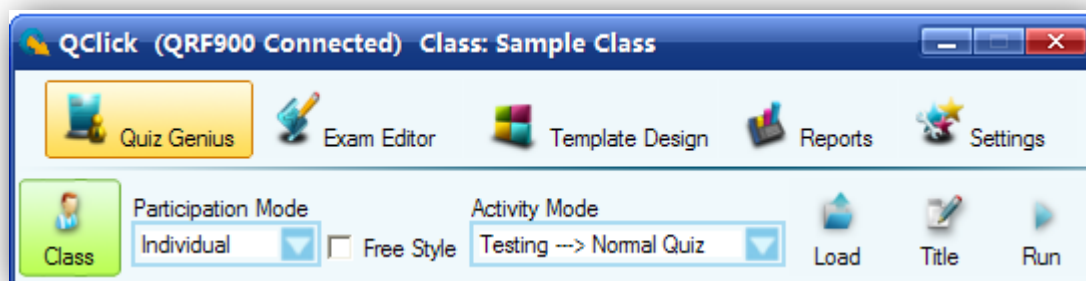 QClick (QRF900 Connected) Class: Sample Class
Quiz Genius Exam Editor Template Design Reports Settings
Participation Mode Activity Mode
Individual Free Style Testing ---> Normal Quiz
Class Load Title Run